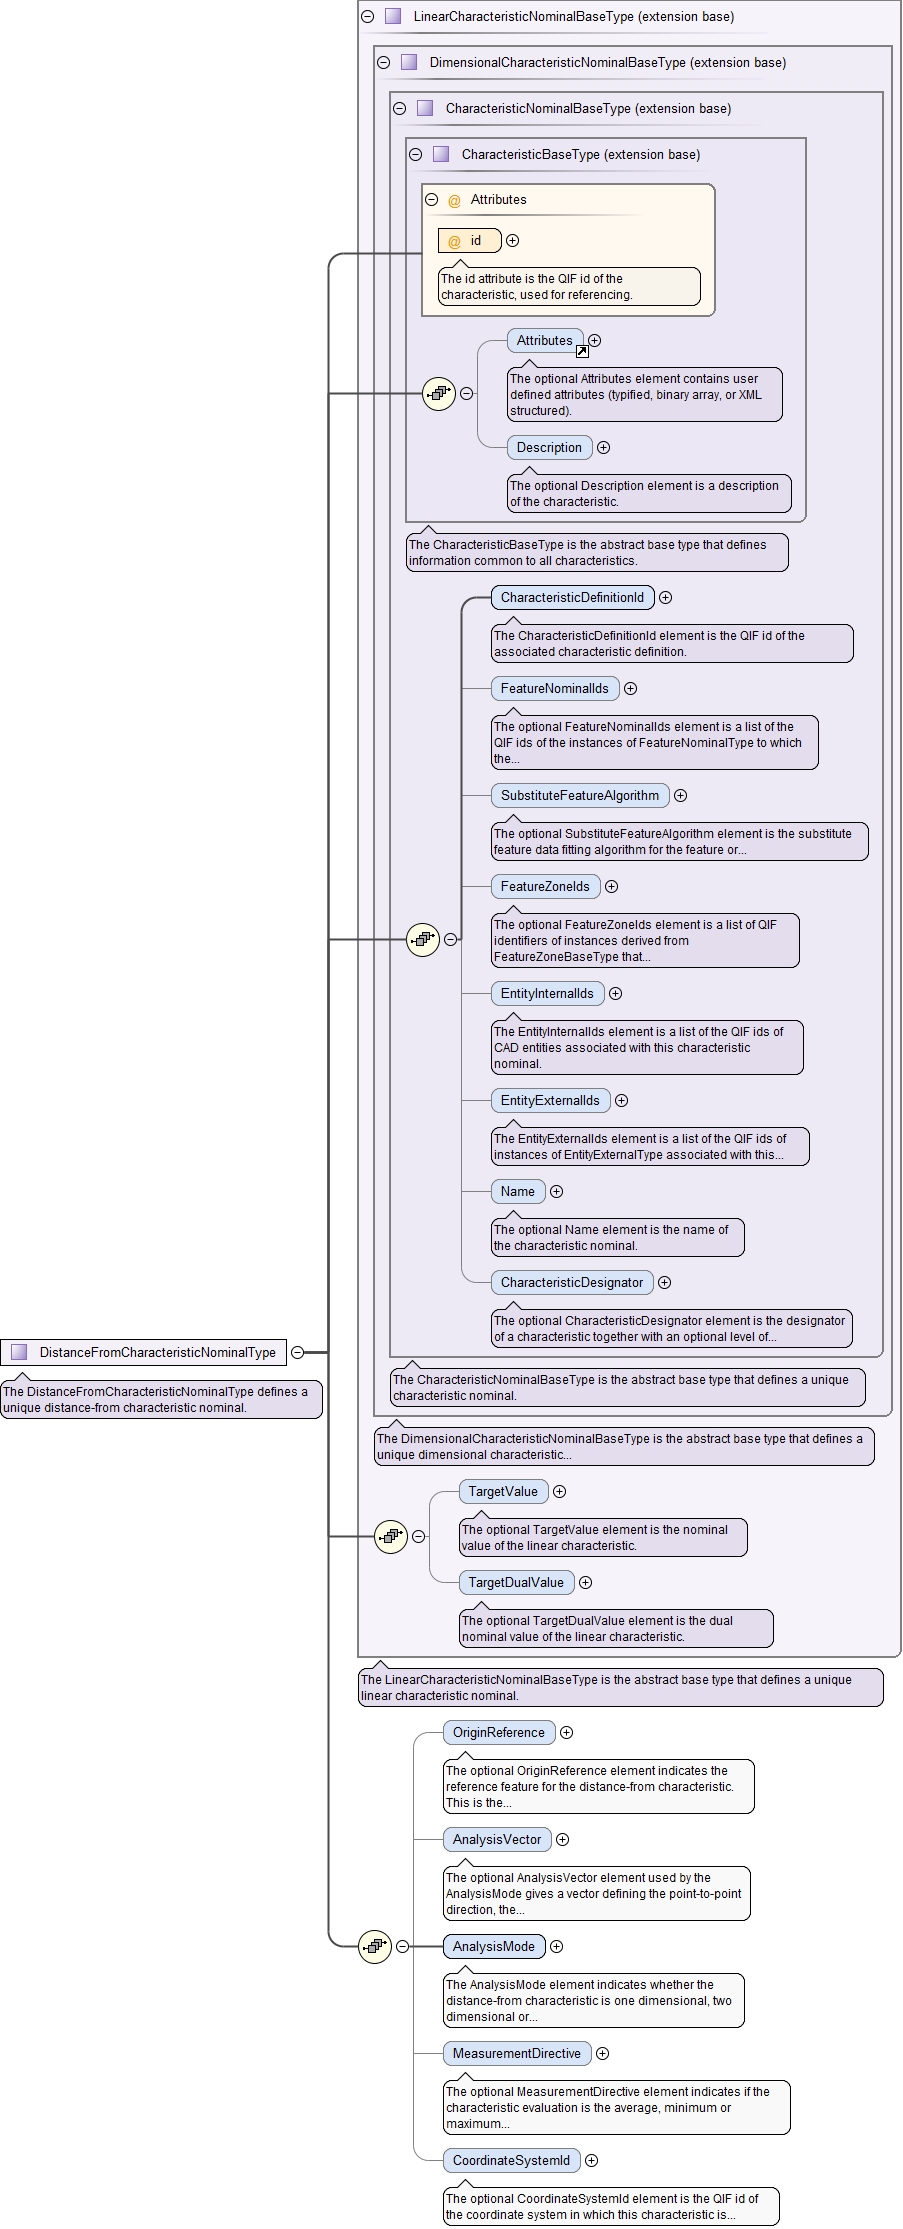 LinearCharacteristicNominalBaseType (extension base)
DimensionalCharacteristicNominalBaseType (extension base)
CharacteristicNominalBaseType (extension base)
CharacteristicBaseType (extension base)
@ Attributes
@ id
The id attribute is the QIF id of the
characteristic, used for referencing.
Attributes
The optional Attributes element contains user
defined attributes (typified, binary array, or XML
structured).
Description
The optional Description element is a description
of the characteristic.
The CharacteristicBaseType is the abstract base type that defines
information common to all characteristics.
CharacteristicDefinitionId
The CharacteristicDefinitionId element is the QIF id of the
associated characteristic definition.
FeatureNominalIds
The optional FeatureNominalIds element is a list of the
QIF ids of the instances of FeatureNominalType to which
the...
SubstituteFeatureAlgorithm
The optional SubstituteFeatureAlgorithm element is the substitute
feature data fitting algorithm for the feature or...
FeatureZoneIds
The optional FeatureZoneIds element is a list of QIF
identifiers of instances derived from
FeatureZoneBaseType that...
EntityInternalIds
The EntityInternalIds element is a list of the QIF ids of
CAD entities associated with this characteristic
nominal.
EntityExternalIds
The EntityExternalIds element is a list of the QIF ids of
instances of EntityExternalType associated with this...
Name
The optional Name element is the name of
the characteristic nominal.
CharacteristicDesignator
The optional CharacteristicDesignator element is the designator
of a characteristic together with an optional level of...
DistanceFromCharacteristicNominalType
The DistanceFromCharacteristicNominalType defines a
unique distance-from characteristic nominal.
The CharacteristicNominalBaseType is the abstract base type that defines a unique
characteristic nominal.
The DimensionalCharacteristicNominalBaseType is the abstract base type that defines a
unique dimensional characteristic...
TargetValue
The optional TargetValue element is the nominal
value of the linear characteristic.
TargetDualValue
The optional TargetDualValue element is the dual
nominal value of the linear characteristic.
The LinearCharacteristicNominalBaseType is the abstract base type that defines a unique
linear characteristic nominal.
OriginReference
The optional OriginReference element indicates the
reference feature for the distance-from characteristic.
This is the...
AnalysisVector
The optional AnalysisVector element used by the
AnalysisMode gives a vector defining the point-to-point
direction, the...
AnalysisMode
The AnalysisMode element indicates whether the
distance-from characteristic is one dimensional, two
dimensional or...
MeasurementDirective
The optional MeasurementDirective element indicates if the
characteristic evaluation is the average, minimum or
maximum...
CoordinateSystemId
The optional CoordinateSystemId element is the QIF id of
the coordinate system in which this characteristic is...